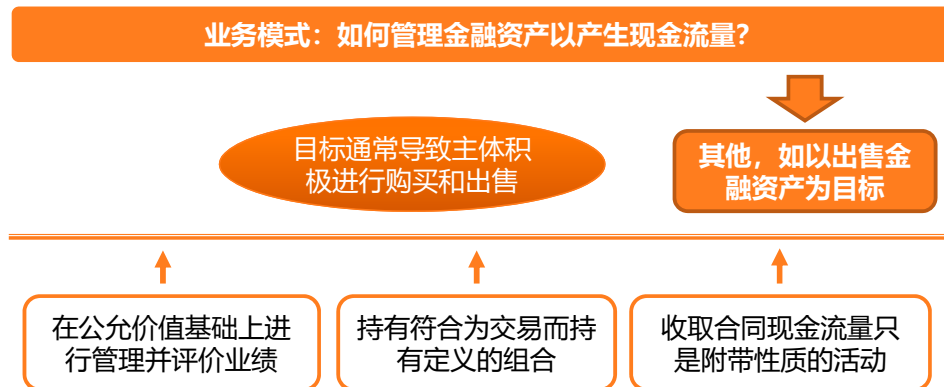 业务模式：如何管理金融资产以产生现金流量？
目标通常导致主体积
极进行购买和出售
其他，如以出售金
融资产为目标
在公允价值基础上进
行管理并评价业绩
持有符合为交易而持
有定义的组合
收取合同现金流量只
是附带性质的活动